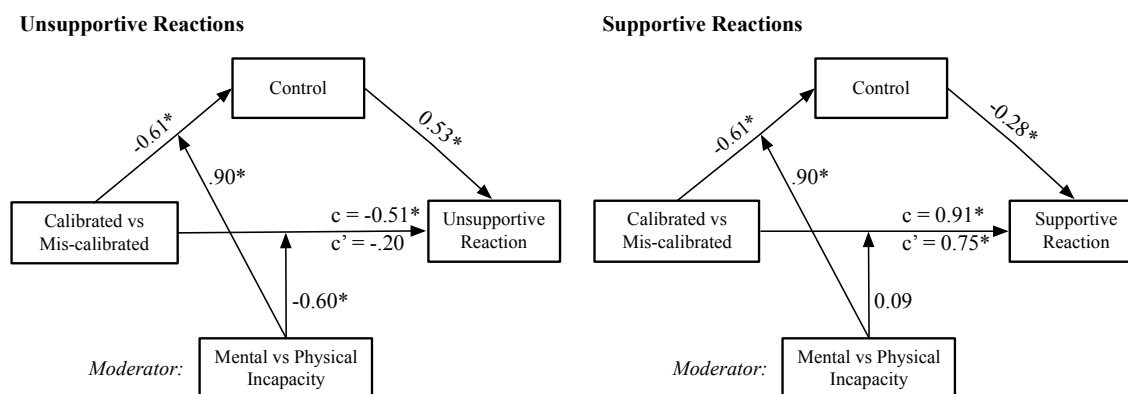 Unsupportive Reactions
Control
-0.61*
0.53*
.90*
Calibrated vs
Mis-calibrated
c = -0.51*
c' = -.20
Unsupportive
Reaction
-0.60*
Moderator:
Mental vs Physical
Incapacity
Supportive Reactions
Control
-0.61*
-0.28*
.90*
Calibrated vs
Mis-calibrated
c = 0.91*
c' = 0.75*
Supportive
Reaction
0.09
Moderator:
Mental vs Physical
Incapacity